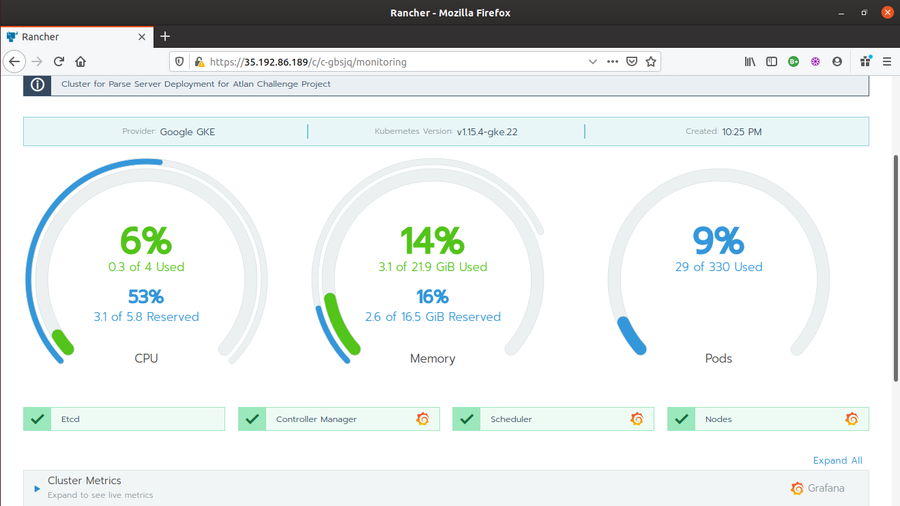 Rancher - Mozilla Firefox
Rancher
https://35.192.86.189/c/c-gbsjq/monitoring
Cluster for Parse Server Deployment for Atlan Challenge Project
Provider: Google GKE
Kubernetes Version: v1.15.4-gke.22
Created: 10:25 PM
6%
0.3 of 4 Used
53%
3.1 of 5.8 Reserved
CPU
14%
3.1 of 21.9 GiB Used
16%
2.6 of 16.5 GiB Reserved
Memory
9%
29 of 330 Used
Pods
Etcd
Controller Manager
Scheduler
Nodes
Expand All
Cluster Metrics
Expand to see live metrics
Grafana